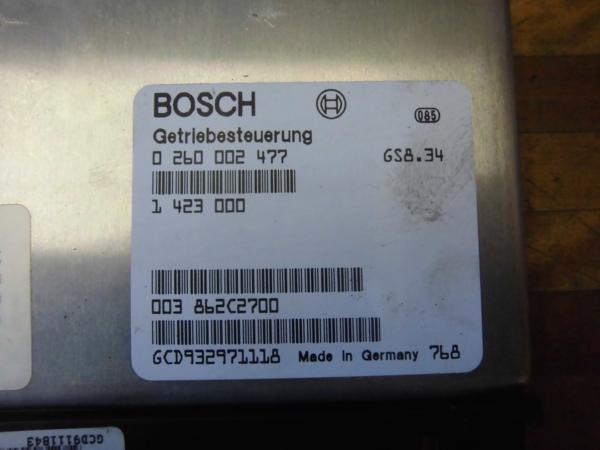 BOSCH 085
Getriebesteuerung
0 260 002 477 GS8.34
1 423 000
003 862C2700
GCD932971118 Made in Germany 768
GCD9111843